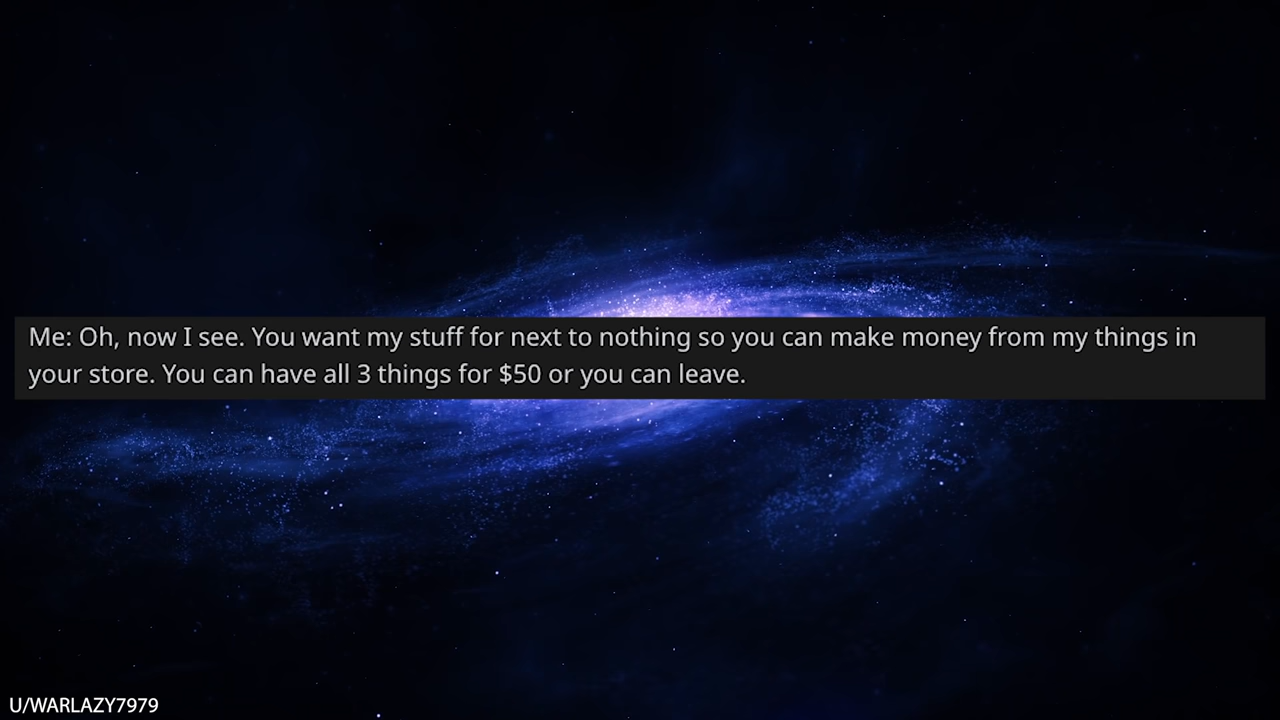 Me: Oh, now I see. You want my stuff for next to nothing so you can make money from my things in
your store. You can have all 3 things for $50 or you can leave.
U/WARLAZY7979